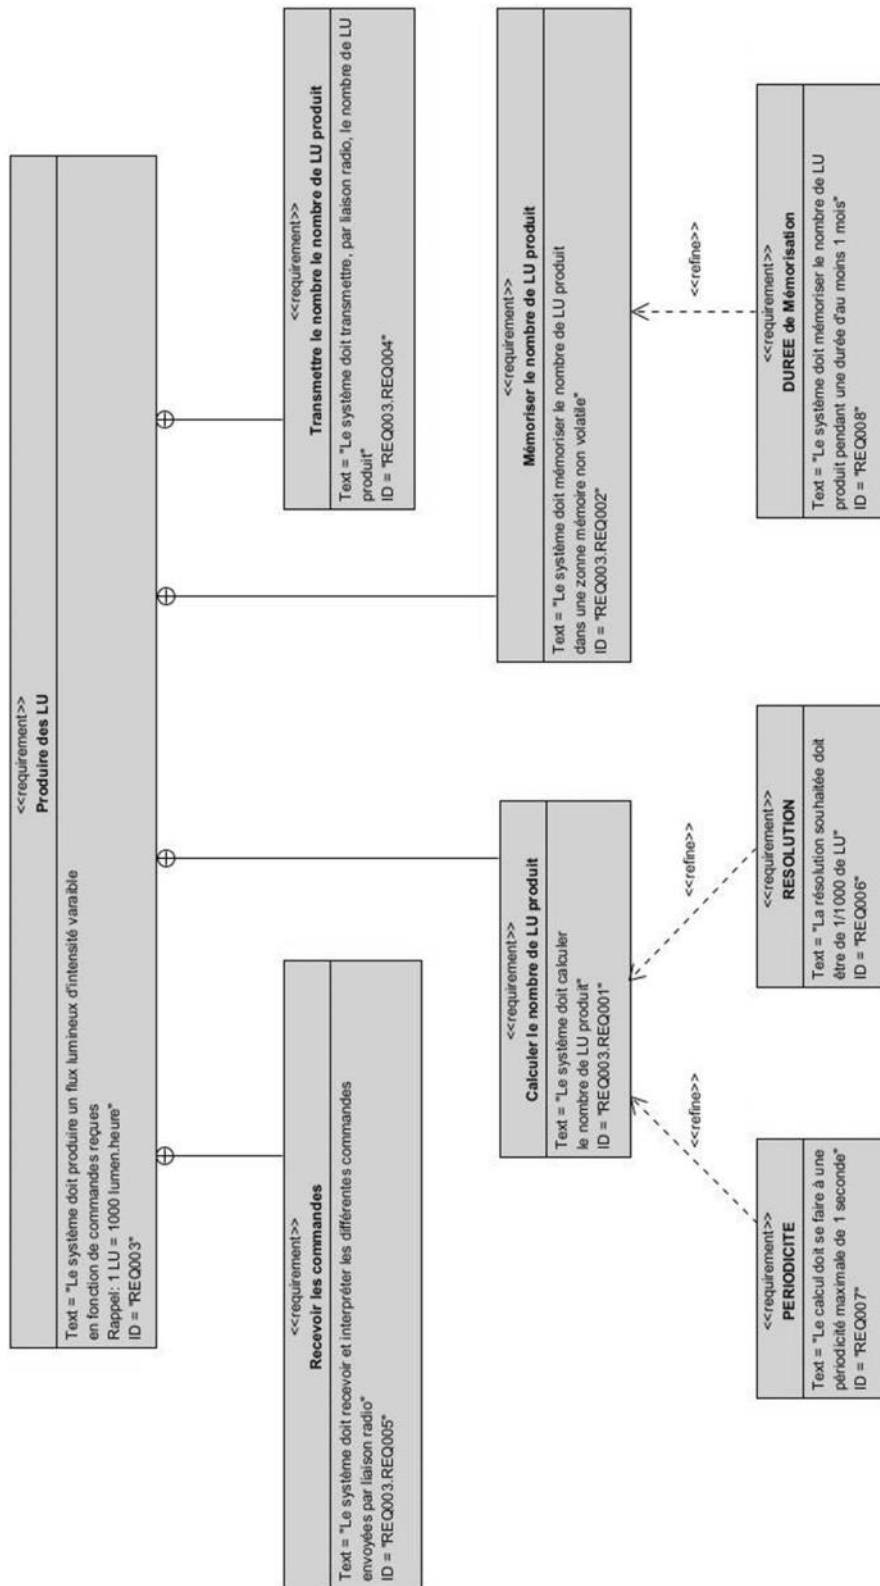 <<requirement>>
Produire des LU
Text = "Le système doit produire un flux lumineux d'intensité varaible
en fonction de commandes reçues
Rappel: 1 LU = 1000 lumen.heure"
ID = "REQ003"
<<requirement>>
Recevoir les commandes
Text = "Le système doit recevoir et interpréter les différentes commandes
envoyées par liaison radio"
ID = "REQ003.REQ005"
<<requirement>>
Transmettre le nombre le nombre de LU produit
Text = "Le système doit transmettre, par liaison radio, le nombre de LU
produit"
ID = "REQ003.REQ004"
<<requirement>>
Calculer le nombre de LU produit
Text = "Le système doit calculer
le nombre de LU produit"
ID = "REQ003.REQ001"
<<requirement>>
Mémoriser le nombre de LU produit
Text = "Le système doit mémoriser le nombre de LU produit
dans une zonne mémoire non volatile"
ID = "REQ003.REQ002"
<<refine>>
<<refine>>
<<refine>>
<<requirement>>
PERIODICITE
Text = "Le calcul doit se faire à une
périodicité maximale de 1 seconde"
ID = "REQ007"
<<requirement>>
RESOLUTION
Text = "La résolution souhaitée doit
être de 1/1000 de LU"
ID = "REQ006"
<<requirement>>
DUREE de Mémorisation
Text = "Le système doit mémoriser le nombre de LU
produit pendant une durée d'au moins 1 mois"
ID = "REQ008"